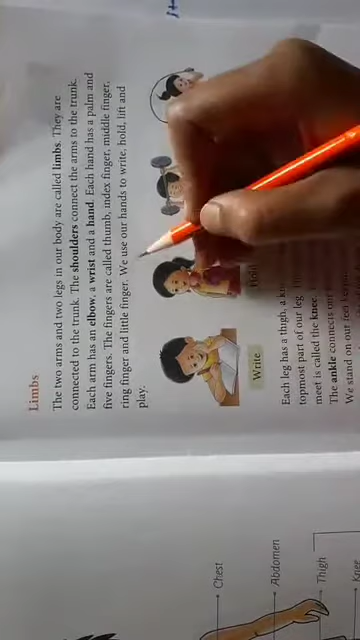 Limbs
The two arms and two legs in our body are called limbs. They are
connected to the trunk. The shoulders connect the arms to the trunk.
Each arm has an elbow, a wrist and a hand. Each hand has a palm and
five fingers. The fingers are called thumb, index finger, middle finger,
ring finger and little finger. We use our hands to write, hold, lift and
play.
Write
Hold
Each leg has a thigh, a
topmost part of our leg
meet is called the knee.
The ankle connects our
We stand on our feet
Chest
Abdomen
Thigh
Knee